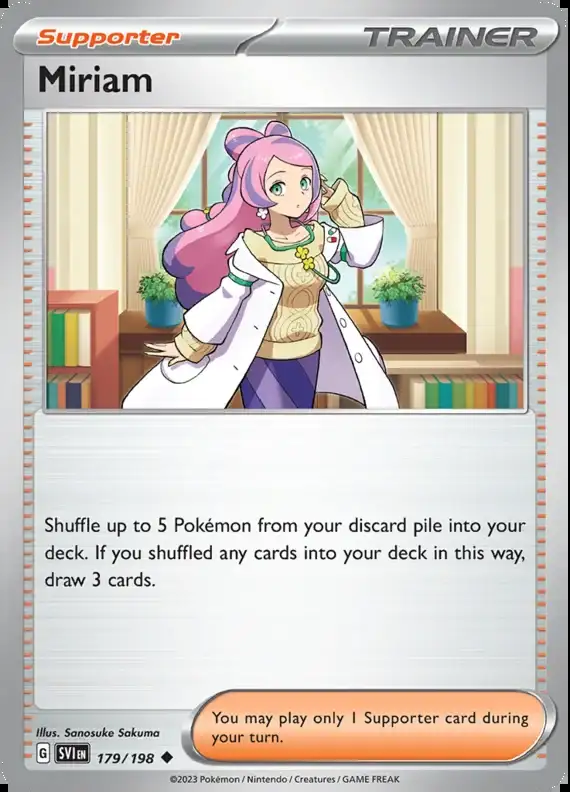 Supporter
TRAINER
Miriam
Shuffle up to 5 Pokémon from your discard pile into your
deck. If you shuffled any cards into your deck in this way,
draw 3 cards.
Illus. Sanosuke Sakuma
You may play only 1 Supporter card during
your turn.
G SVI EN 179/198
©2023 Pokémon / Nintendo / Creatures / GAME FREAK